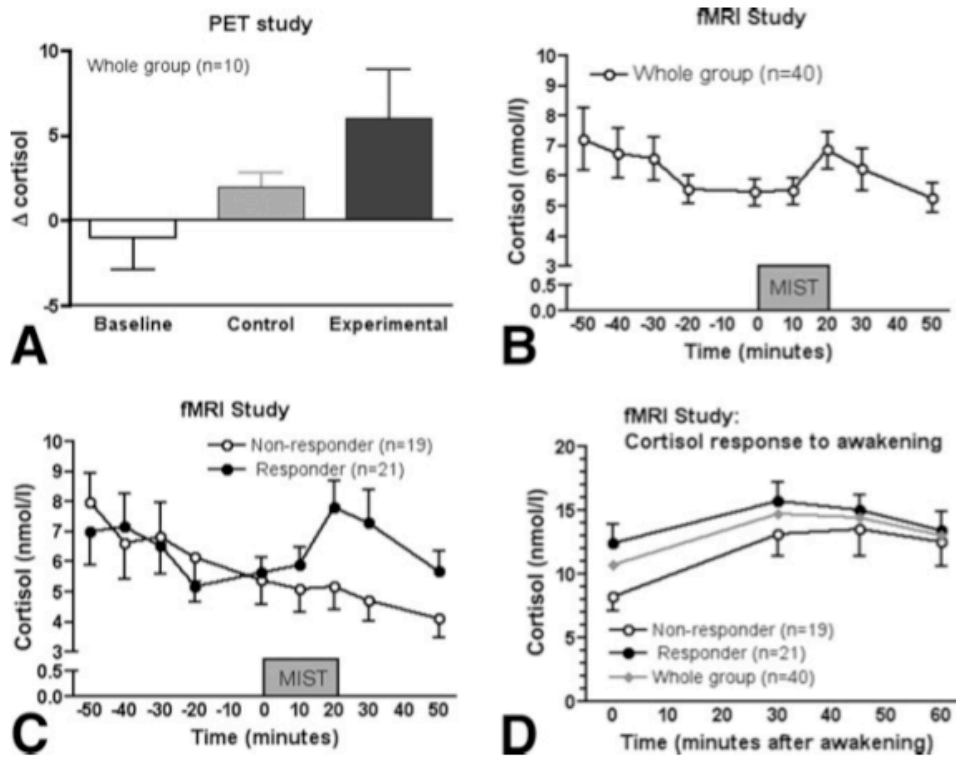 PET study
Whole group (n=10)
Δ cortisol
10
5
0
-5
Baseline Control Experimental
A
fMRI Study
Whole group (n=40)
Cortisol (nmol/l)
10
9
8
7
6
5
4
3
0.5
0.0
MIST
-50 -40 -30 -20 -10 0 10 20 30 40 50
Time (minutes)
B
fMRI Study
Non-responder (n=19)
Responder (n=21)
Cortisol (nmol/l)
10
9
8
7
6
5
4
3
0.5
0.0
MIST
-50 -40 -30 -20 -10 0 10 20 30 40 50
Time (minutes)
C
fMRI Study:
Cortisol response to awakening
Cortisol (nmol/l)
20
15
10
5
0
Non-responder (n=19)
Responder (n=21)
Whole group (n=40)
0 10 20 30 40 50 60
Time (minutes after awakening)
D